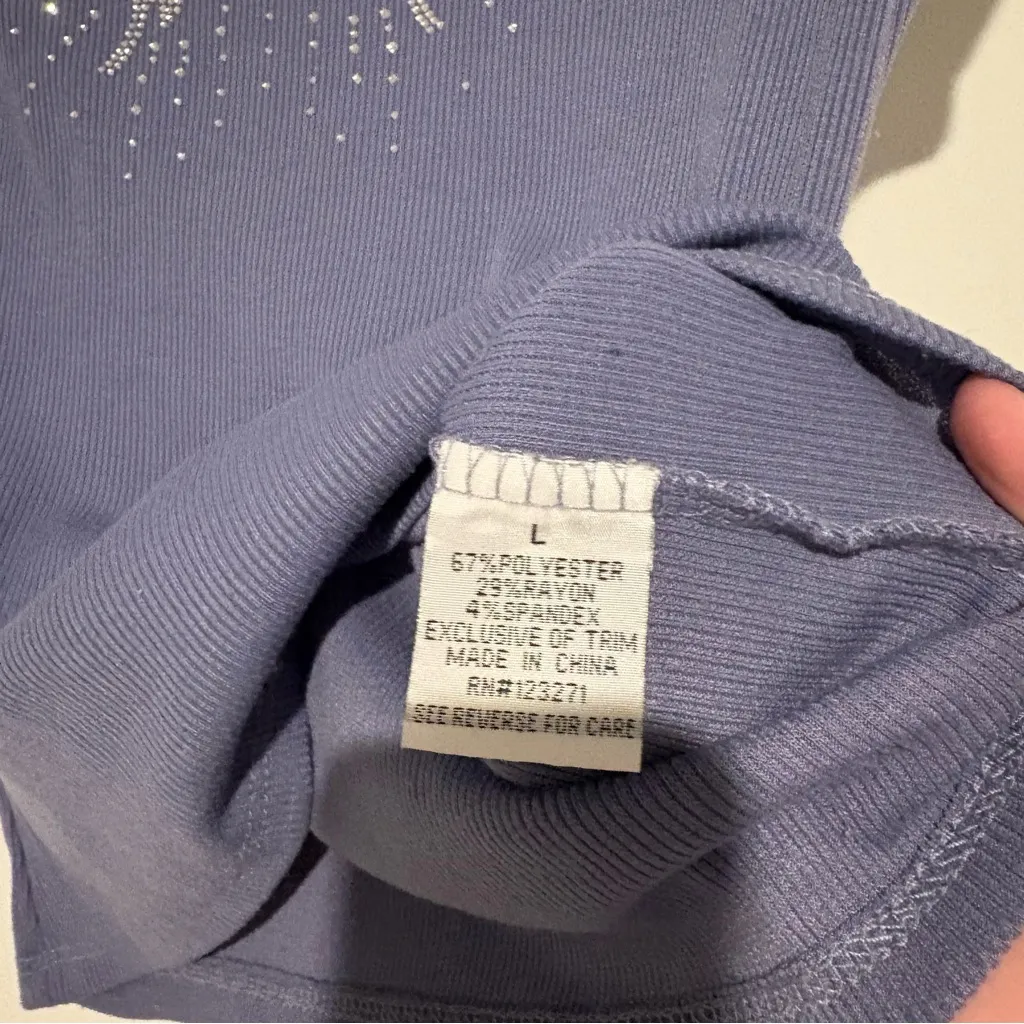 L
67%POLYESTER
29%RAYON
4%SPANDEX
EXCLUSIVE OF TRIM
MADE IN CHINA
RN#123271
SEE REVERSE FOR CARE